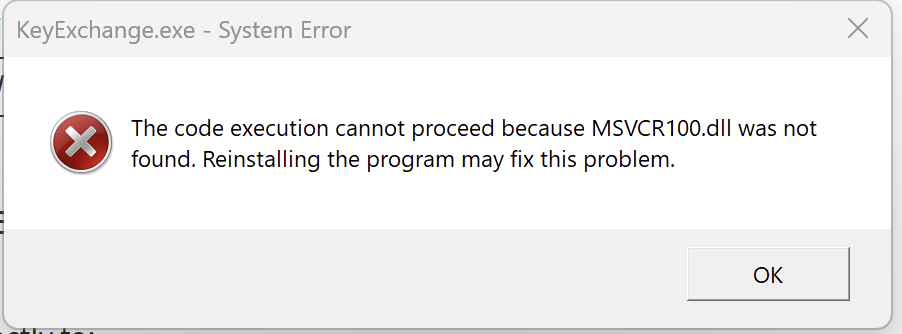 KeyExchange.exe - System Error
The code execution cannot proceed because MSVCR100.dll was not
found. Reinstalling the program may fix this problem.
OK